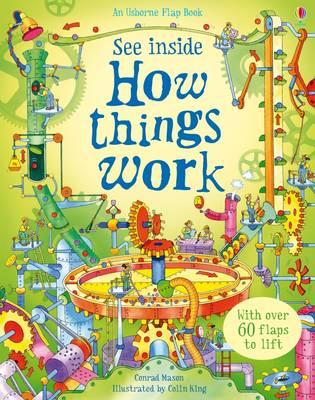 An Usborne Flap Book
See inside
How
things
work
With over
60 flaps
to lift
Conrad Mason
Illustrated by Colin King